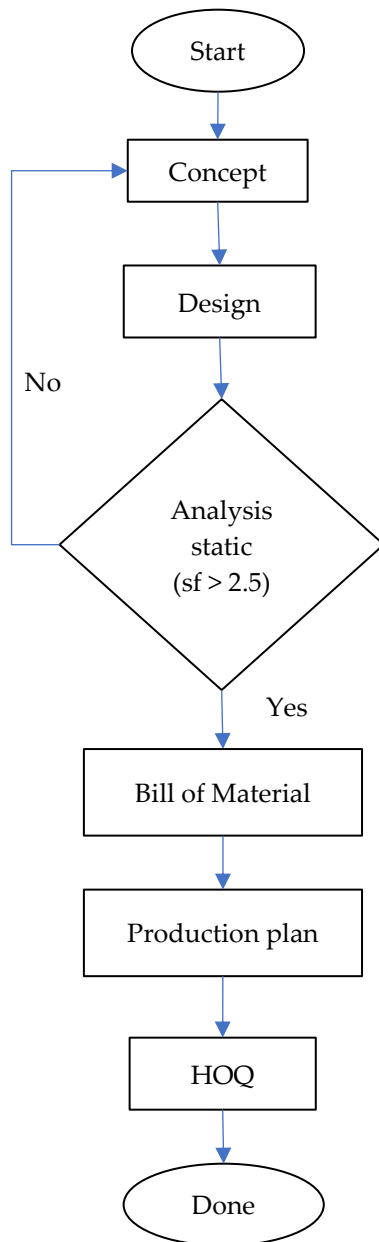 Start
Concept
Design
No
Analysis
static
(sf > 2.5)
Yes
Bill of Material
Production plan
HOQ
Done